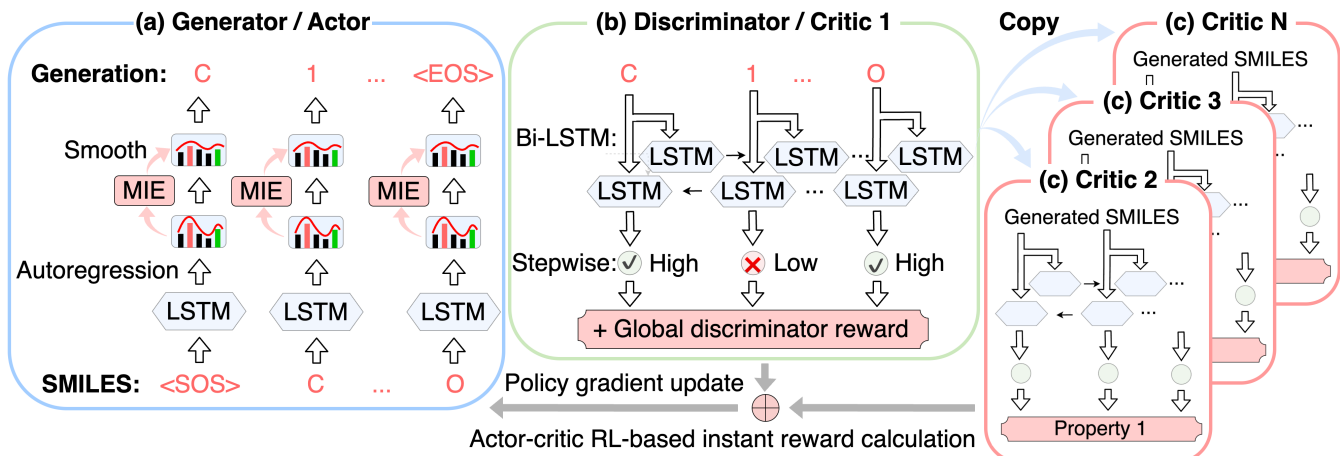 (a) Generator / Actor
Generation: C 1 ... <EOS>
Smooth
MIE MIE MIE
Autoregression
LSTM LSTM LSTM
SMILES: <SOS> C ... O
(b) Discriminator / Critic 1
C 1 ... O
Bi-LSTM:
LSTM LSTM ... LSTM
LSTM LSTM ... LSTM
Stepwise: High Low High
+ Global discriminator reward
Policy gradient update
Actor-critic RL-based instant reward calculation
Copy
(c) Critic N
Generated SMILES
...
(c) Critic 3
Generated SMILES
...
(c) Critic 2
Generated SMILES
...
...
Property 1